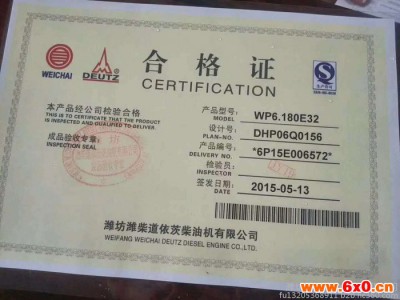 WEICHAI
DEUTZ
合格证
CERTIFICATION
本产品经公司检验合格
THIS IS TO CERTIFICATE THAT THE PRODUCT
IS INSPECTED AND QUALIFIED TO DELIVER.
成品检验专章:
INSPECTION SEAL
产品型号:
MODEL
WP6.180E32
设计号:
PLAN-NO.
DHP06Q0156
产品编号:
DELIVERY NO.
*6P15E006572*
检验员:
INSPECTOR
签发日期
DATE
2015-05-13
潍坊潍柴道依茨柴油机有限公司
WEIFANG WEICHAI DEUTZ DIESEL ENGINE CO.,LTD.
www.6x0.cn